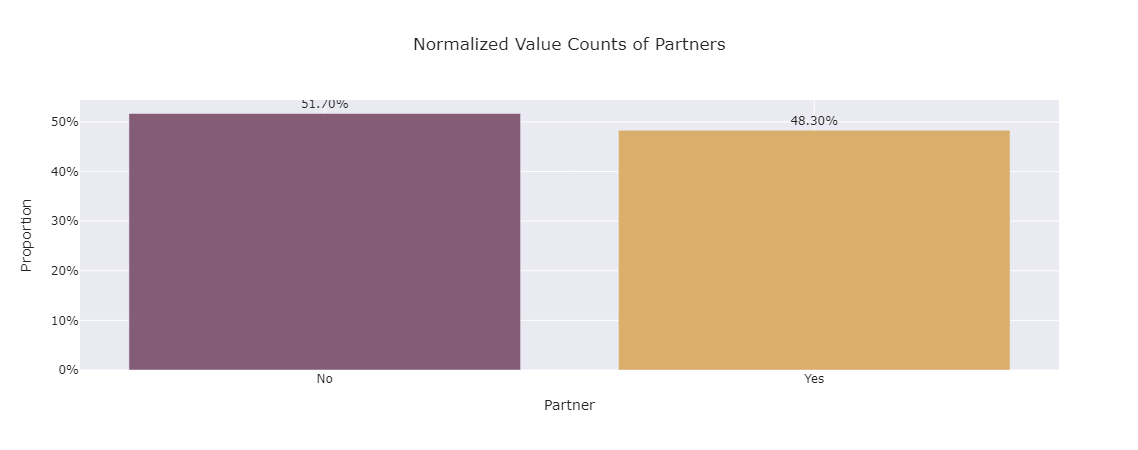 Normalized Value Counts of Partners
51.70%
48.30%
50%
40%
30%
20%
10%
0%
Proportion
No
Yes
Partner